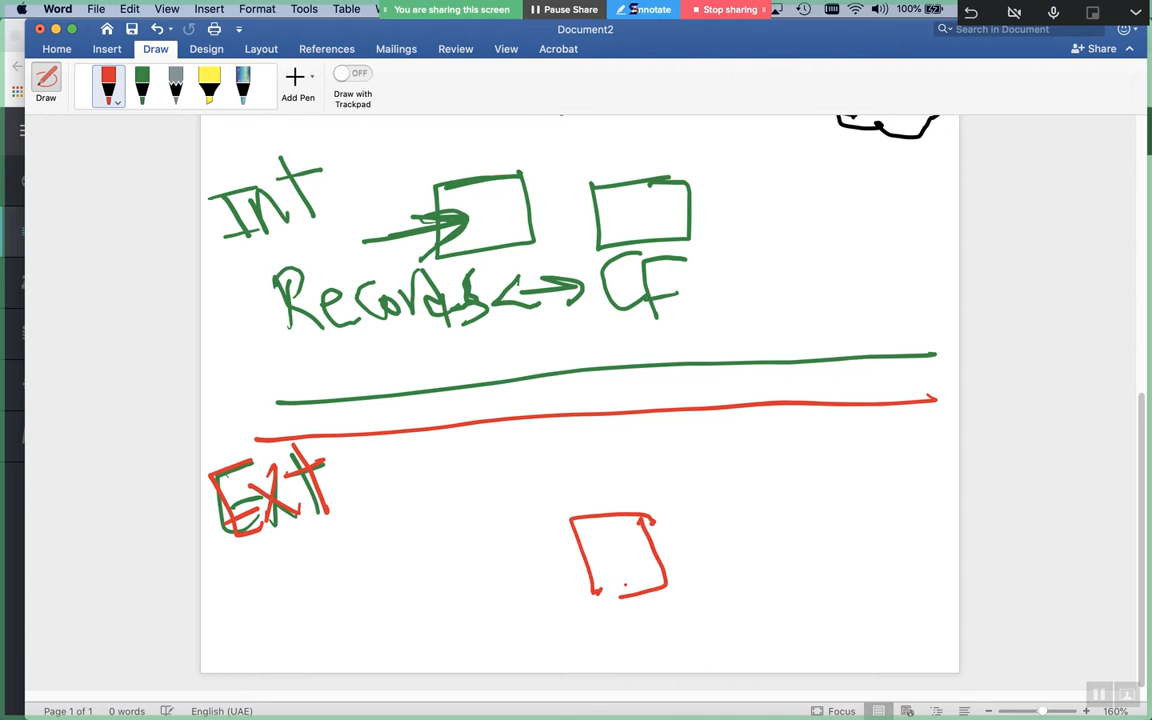 Word File Edit View Insert Format Tools Table
You are sharing this screen Pause Share Annotate Stop sharing 100%
Document2 Search in Document
Home Insert Draw Design Layout References Mailings Review View Acrobat Share
Draw OFF Add Pen
Draw with
Trackpad
Int
Records <-> CF
Ext
Page 1 of 1 0 words English (UAE) Focus 160%